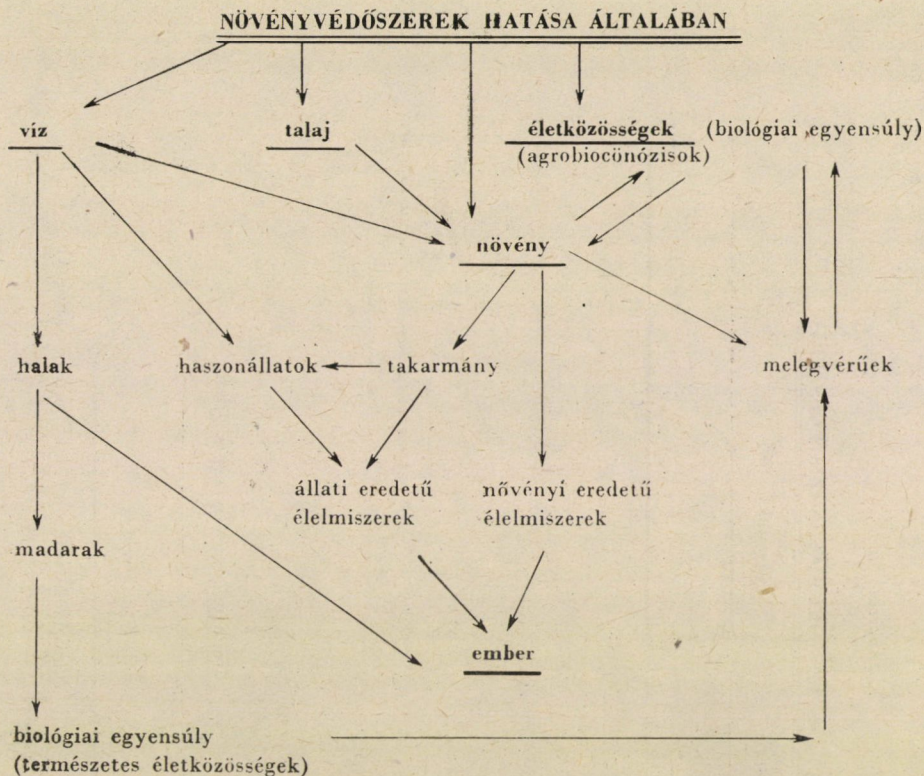 NÖVÉNYVÉDŐSZEREK HATÁSA ÁLTALÁBAN
víz
talaj
életközösségek (biológiai egyensúly)
(agrobiocönózisok)
növény
halak
haszonállatok
takarmány
melegvérűek
állati eredetű
élelmiszerek
nővényi eredetű
élelmiszerek
madarak
ember
biológiai egyensúly
(természetes életközösségek)